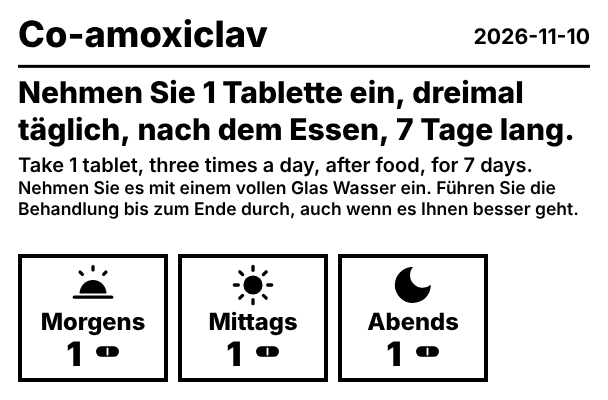 Co-amoxiclav
2026-11-10
Nehmen Sie 1 Tablette ein, dreimal
täglich, nach dem Essen, 7 Tage lang.
Take 1 tablet, three times a day, after food, for 7 days.
Nehmen Sie es mit einem vollen Glas Wasser ein. Führen Sie die
Behandlung bis zum Ende durch, auch wenn es Ihnen besser geht.
Morgens
1
Mittags
1
Abends
1